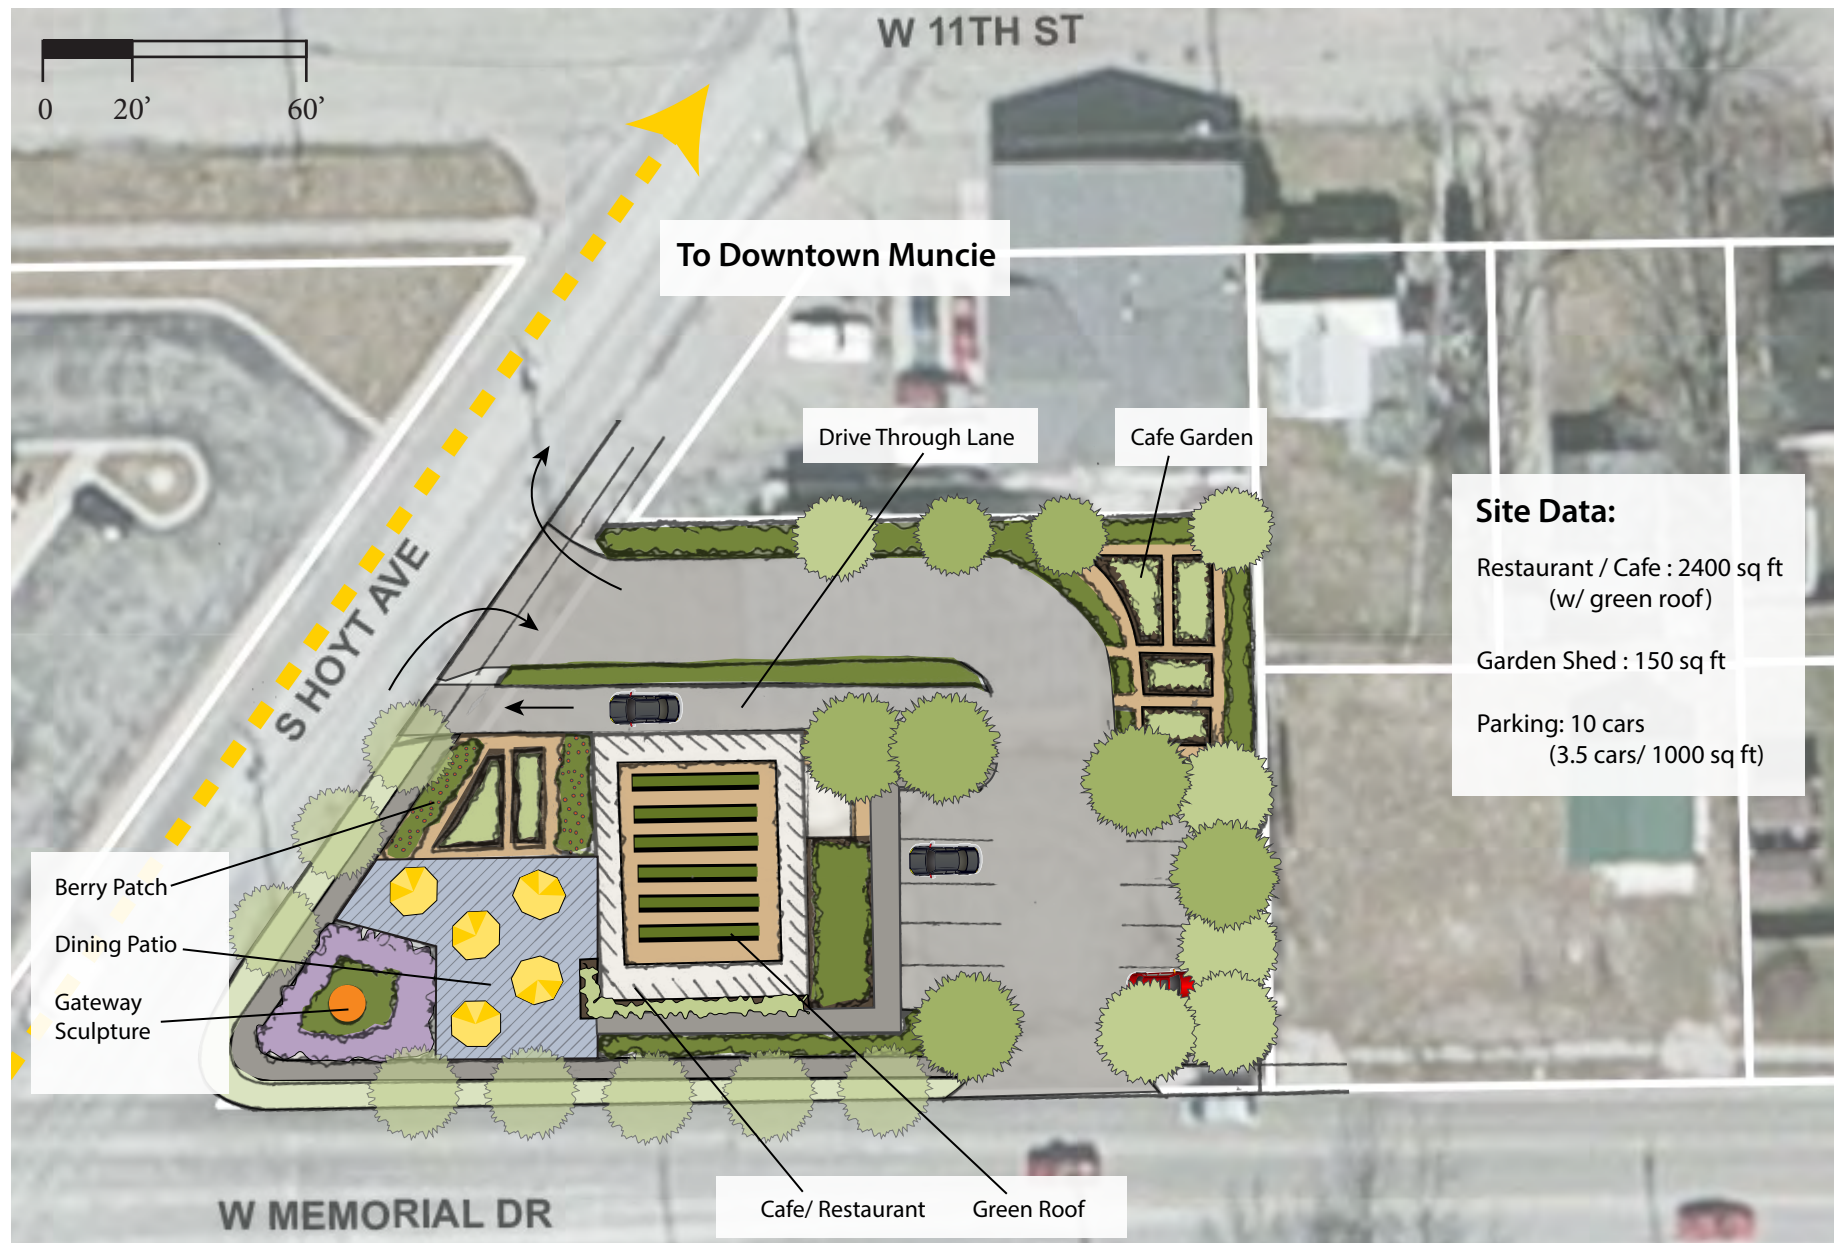 W 11TH ST
0 20’ 60’
To Downtown Muncie
Drive Through Lane
Cafe Garden
Site Data:
Restaurant / Cafe : 2400 sq ft
(w/ green roof)
Garden Shed : 150 sq ft
Parking: 10 cars
(3.5 cars/ 1000 sq ft)
S HOYT AVE
Berry Patch
Dining Patio
Gateway
Sculpture
Cafe/ Restaurant
Green Roof
W MEMORIAL DR